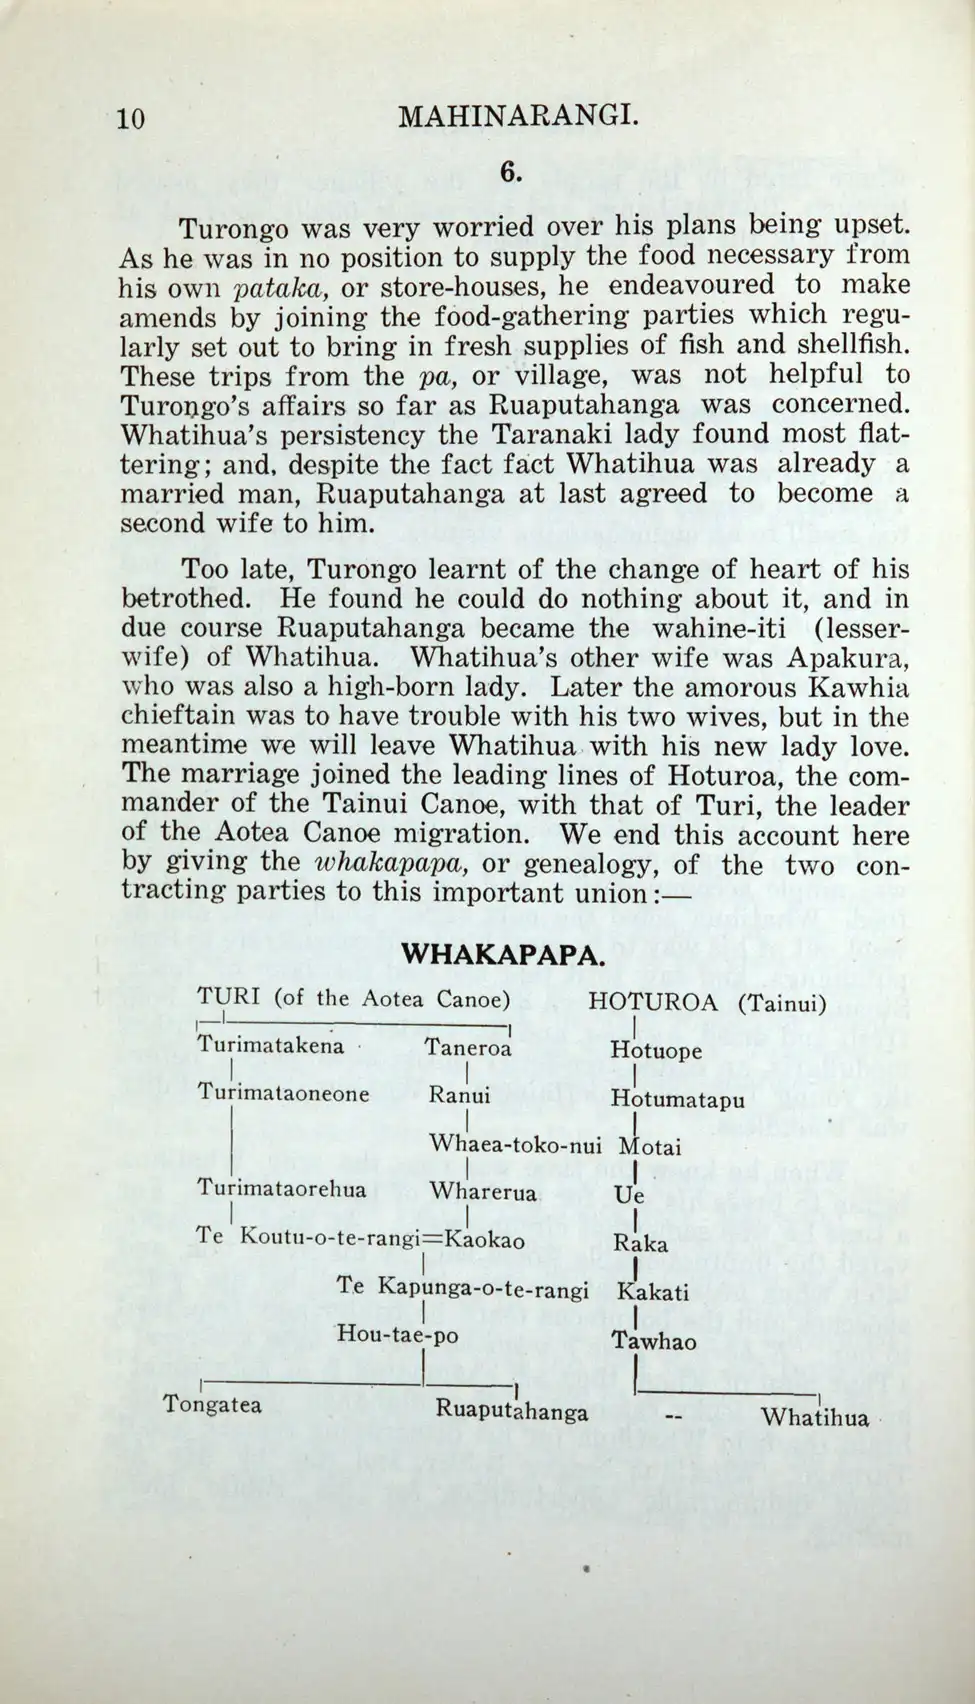 10 MAHINARANGI.
6.
Turongo was very worried over his plans being upset.
As he was in no position to supply the food necessary from
his own pataka, or store-houses, he endeavoured to make
amends by joining the food-gathering parties which regu-
larly set out to bring in fresh supplies of fish and shellfish.
These trips from the pa, or village, was not helpful to
Turongo's affairs so far as Ruaputahanga was concerned.
Whatihua's persistency the Taranaki lady found most flat-
tering; and, despite the fact fact Whatihua was already a
married man, Ruaputahanga at last agreed to become a
second wife to him.
Too late, Turongo learnt of the change of heart of his
betrothed. He found he could do nothing about it, and in
due course Ruaputahanga became the wahine-iti (lesser-
wife) of Whatihua. Whatihua's other wife was Apakura,
who was also a high-born lady. Later the amorous Kawhia
chieftain was to have trouble with his two wives, but in the
meantime we will leave Whatihua with his new lady love.
The marriage joined the leading lines of Hoturoa, the com-
mander of the Tainui Canoe, with that of Turi, the leader
of the Aotea Canoe migration. We end this account here
by giving the whakapapa, or genealogy, of the two con-
tracting parties to this important union:—
WHAKAPAPA.
TURI (of the Aotea Canoe) HOTUROA (Tainui)
Turimatakena Taneroa Hotuope
Turimataoneone Ranui Hotumatapu
Whaea-toko-nui Motai
Turimataorehua Wharerua Ue
Te Koutu-o-te-rangi=Kaokao Raka
Te Kapunga-o-te-rangi Kakati
Hou-tae-po Tawhao
Tongatea Ruaputahanga -- Whatihua